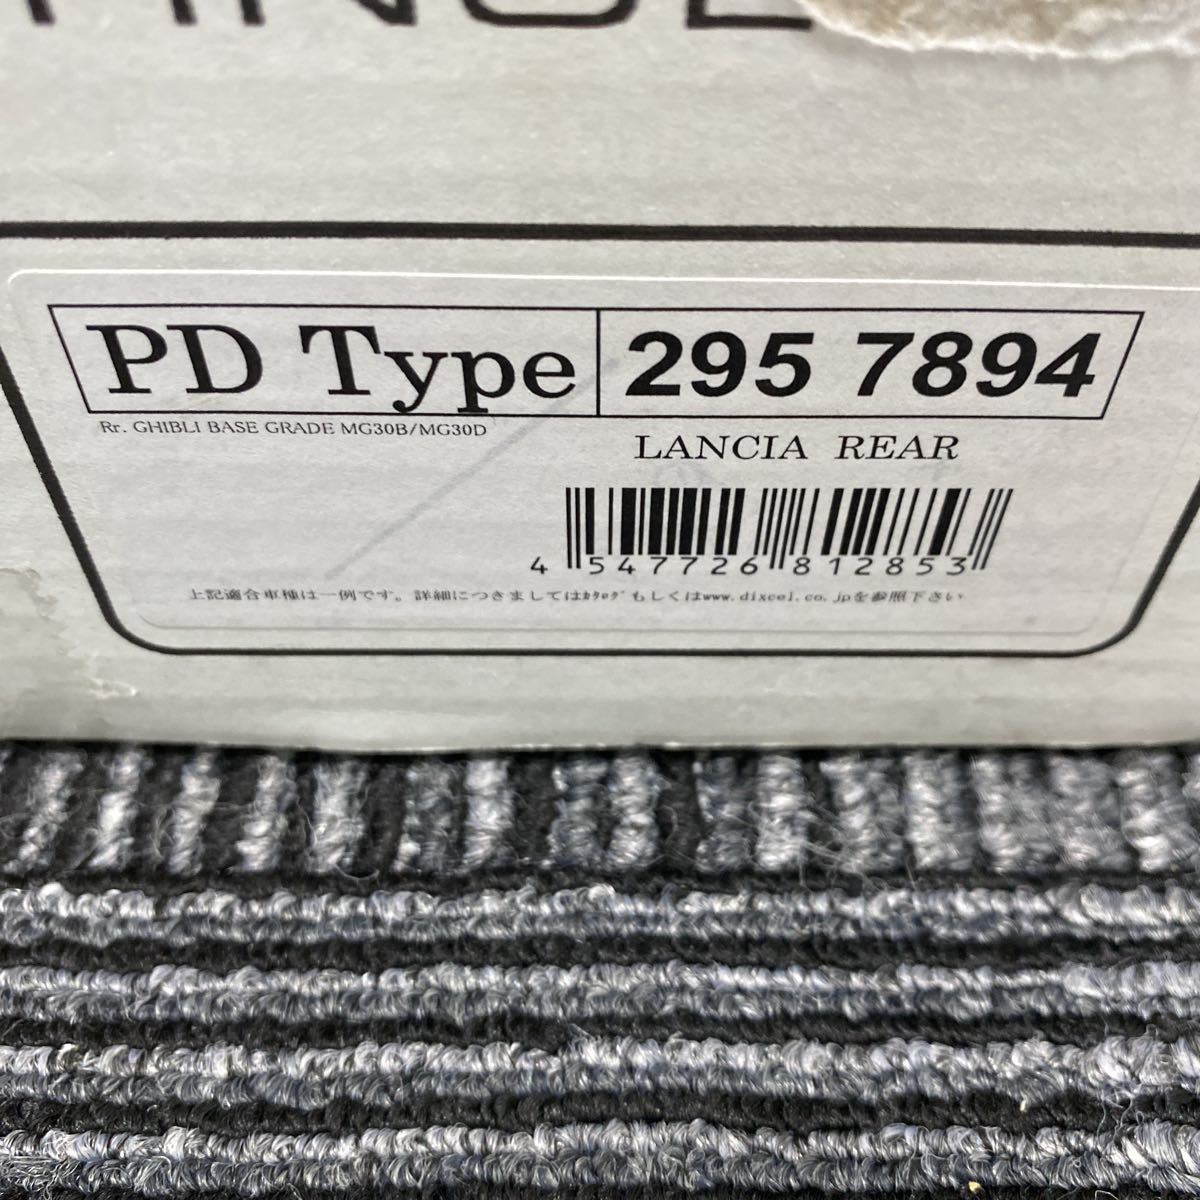 PD Type 295 7894
Rr. GHIBLI BASE GRADE MG30B/MG30D
LANCIA REAR
4 547726 812853
上記適合車種は一例です。詳細につきましてはｶﾀﾛｸﾞもしくはwww.dixcel.co.jpを参照下さい